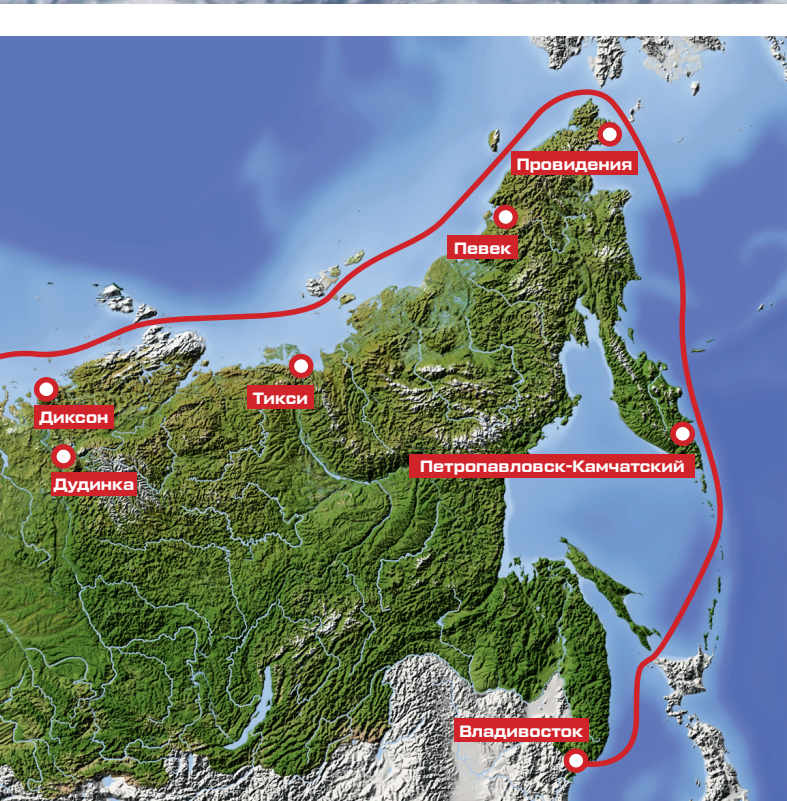 Провидения
Певек
Тикси
Диксон
Петропавловск-Камчатский
Дудинка
Владивосток